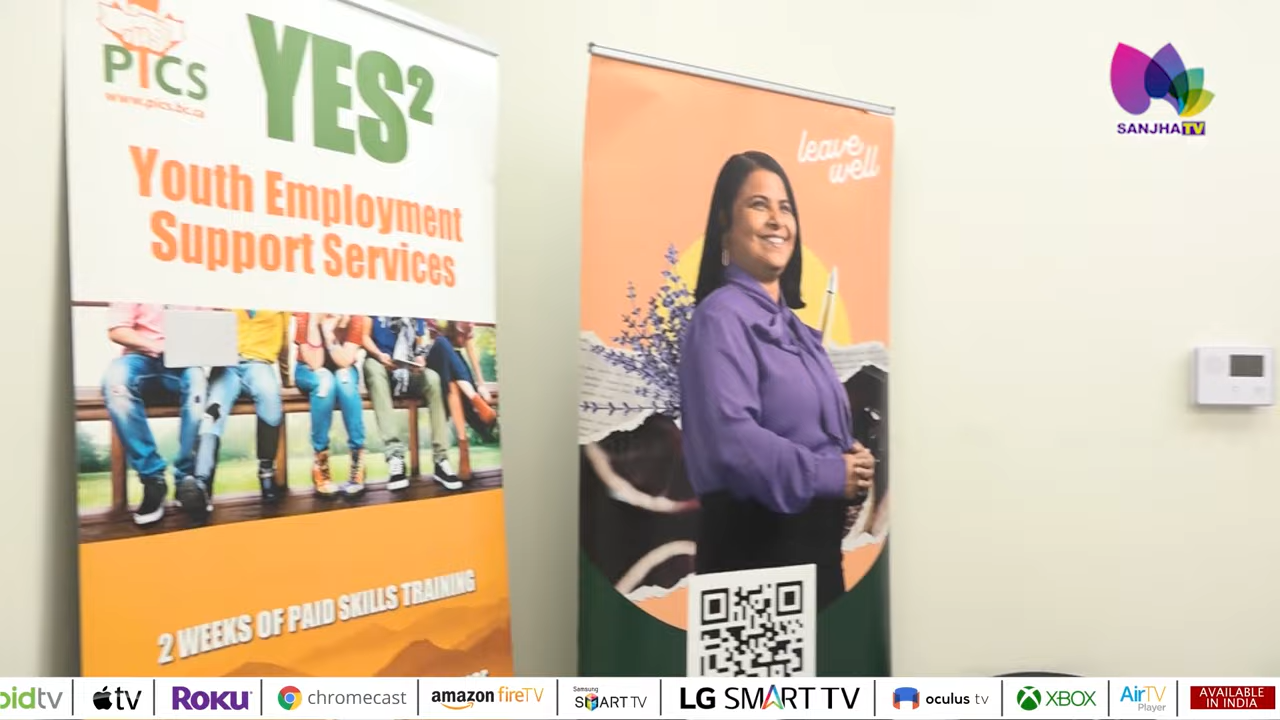 PICS
www.pics.bc.ca
YES²
Youth Employment
Support Services
2 WEEKS OF PAID SKILLS TRAINING
leave
well
SANJHA TV
oidtv
tv
ROKU
chromecast
amazon fireTV
Samsung
SMART TV
LG SMART TV
oculus tv
XBOX
AirTV
Player
AVAILABLE
IN INDIA